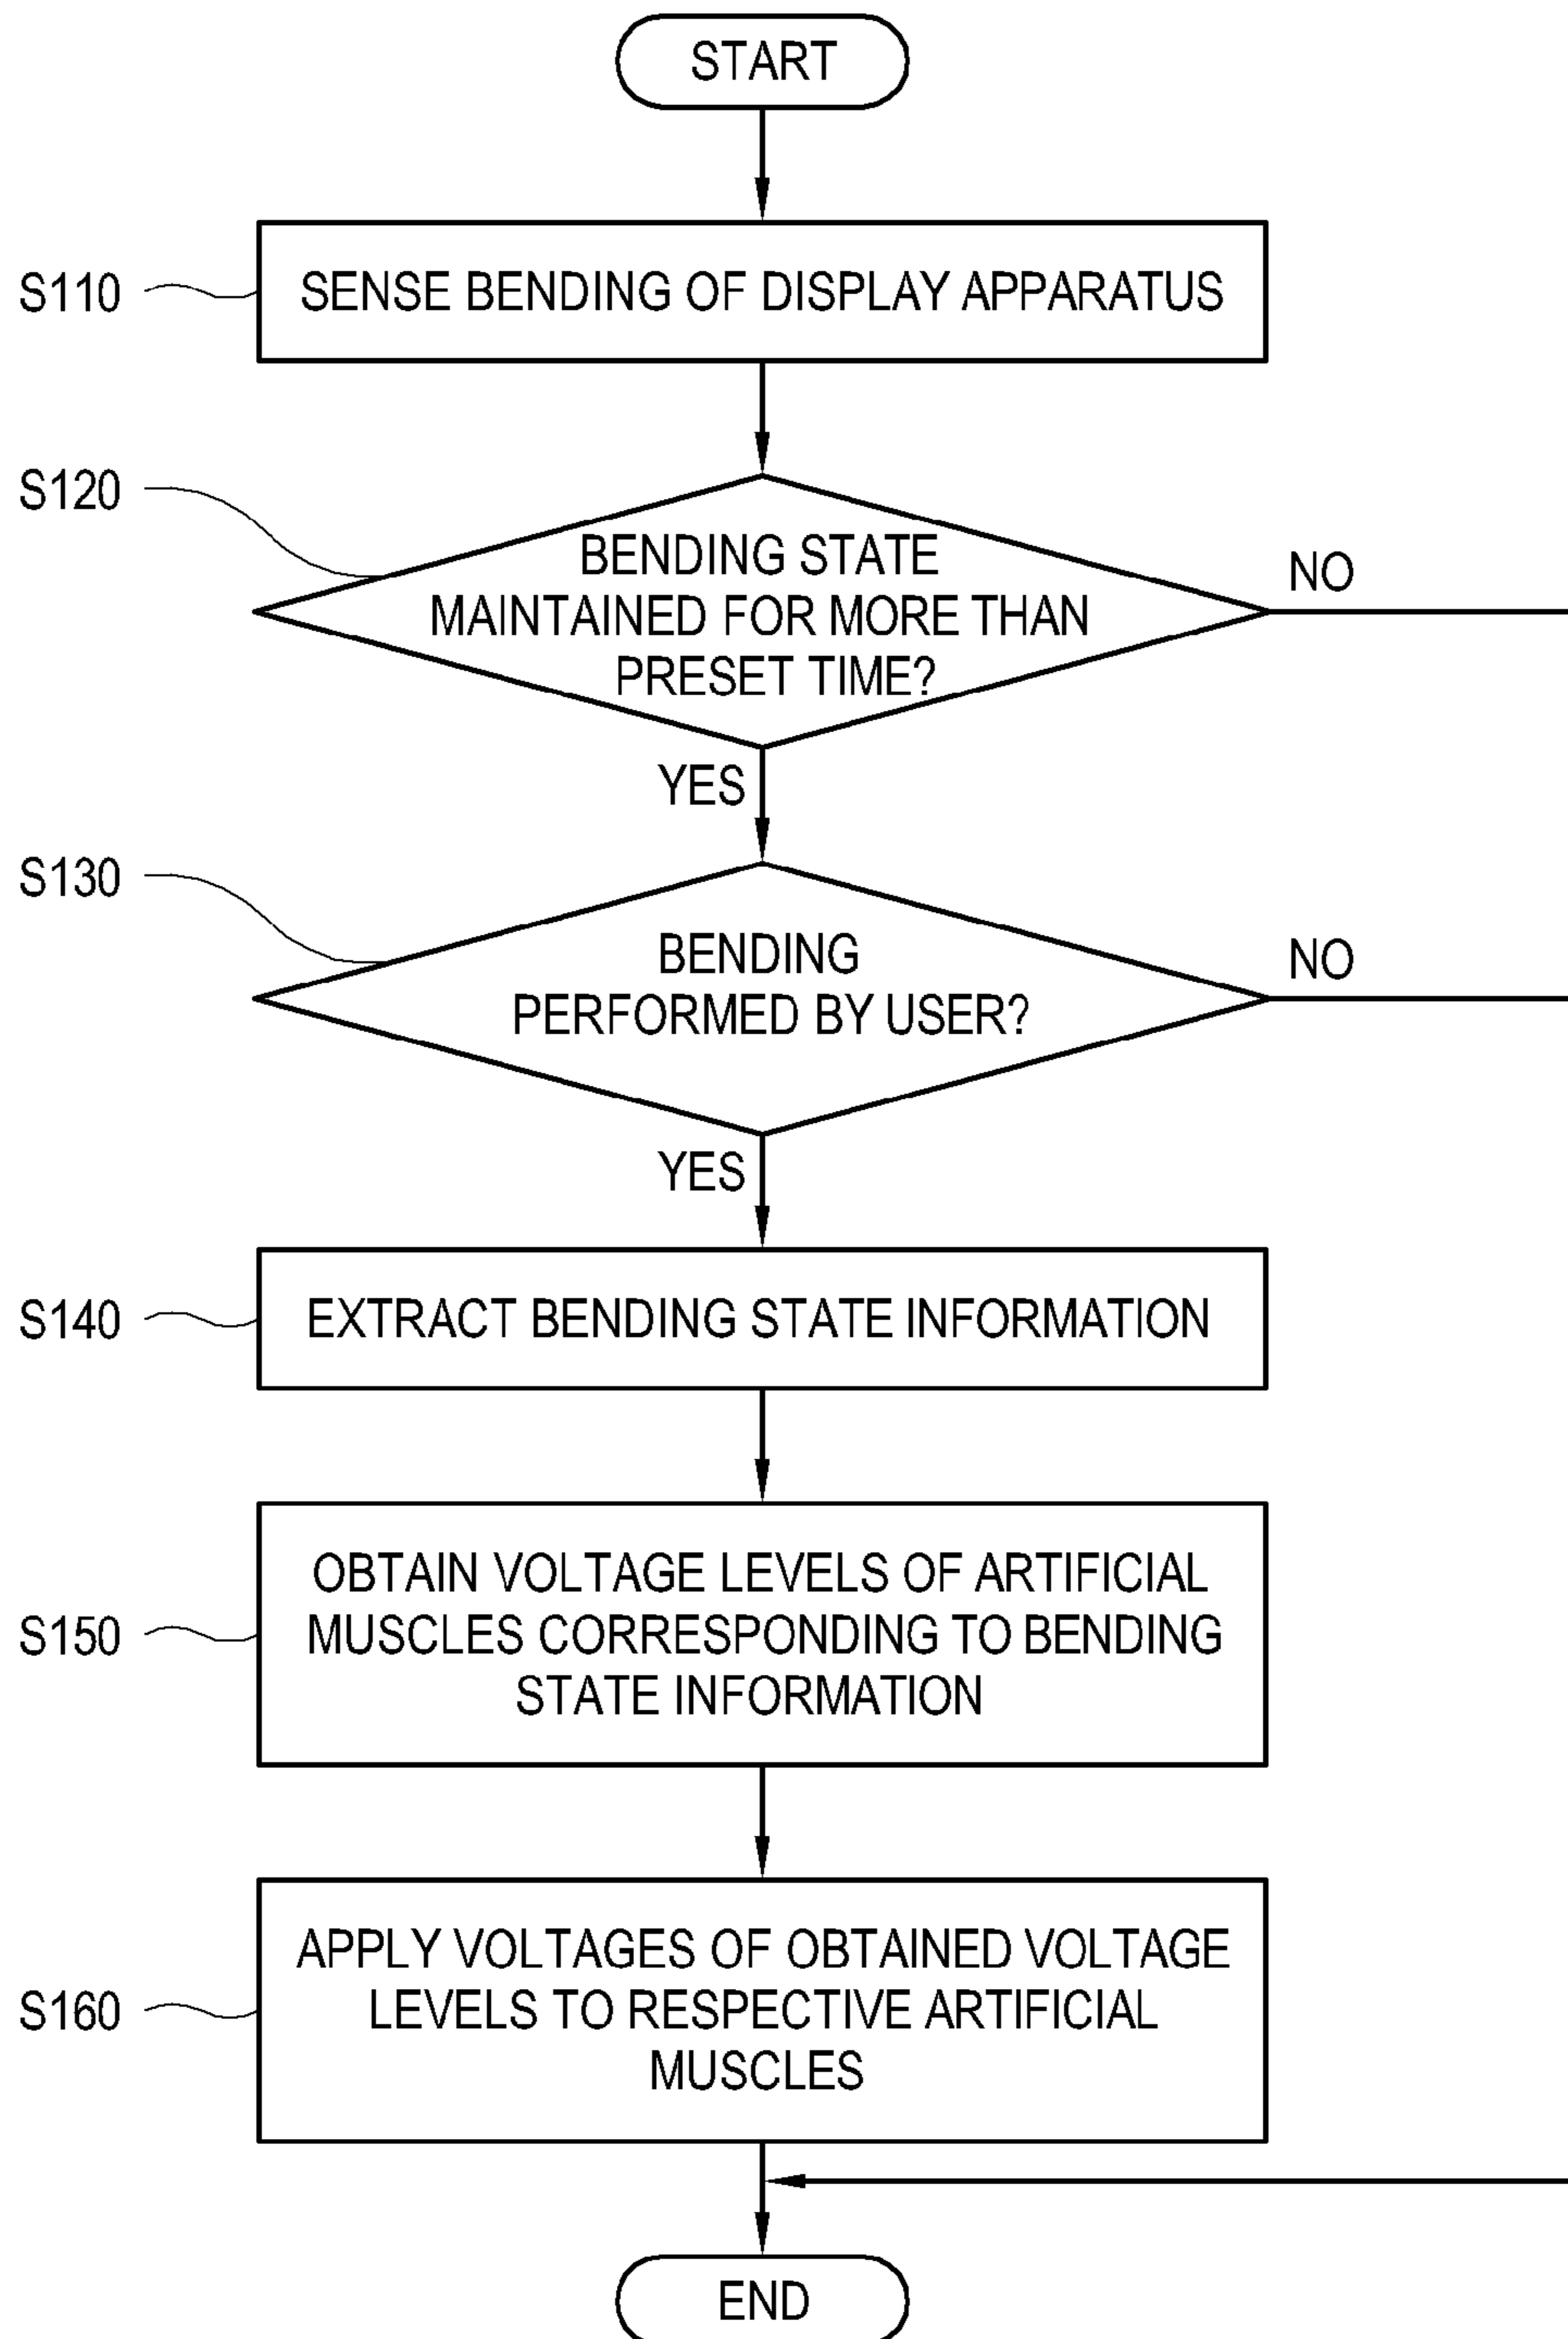 START
S110
SENSE BENDING OF DISPLAY APPARATUS
S120
BENDING STATE
MAINTAINED FOR MORE THAN
PRESET TIME?
NO
YES
S130
BENDING
PERFORMED BY USER?
NO
YES
S140
EXTRACT BENDING STATE INFORMATION
S150
OBTAIN VOLTAGE LEVELS OF ARTIFICIAL
MUSCLES CORRESPONDING TO BENDING
STATE INFORMATION
S160
APPLY VOLTAGES OF OBTAINED VOLTAGE
LEVELS TO RESPECTIVE ARTIFICIAL
MUSCLES
END